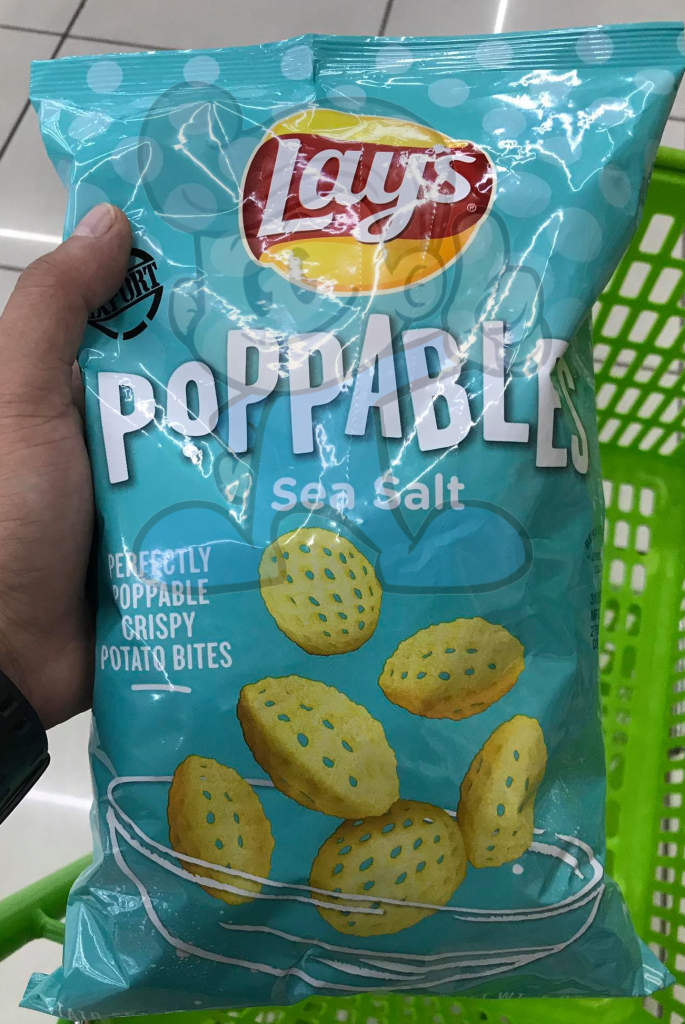 Lay's
EXPORT
POPPABLES
Sea Salt
PERFECTLY
POPPABLE
CRISPY
POTATO BITES